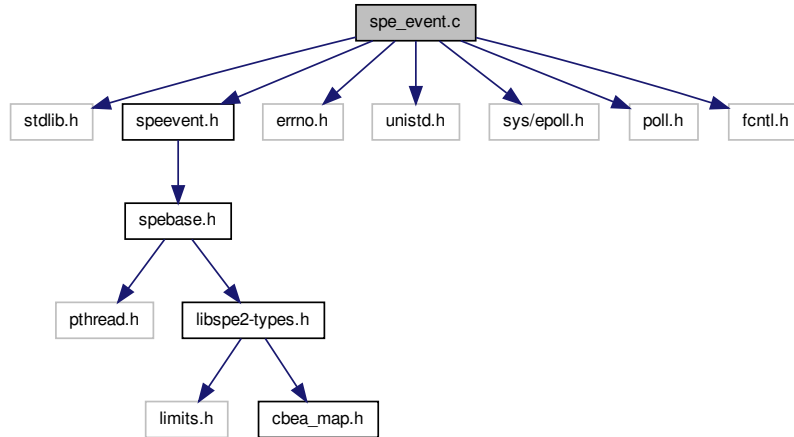 spe_event.c
stdlib.h
speevent.h
errno.h
unistd.h
sys/epoll.h
poll.h
fcntl.h
spebase.h
pthread.h
libspe2-types.h
limits.h
cbea_map.h